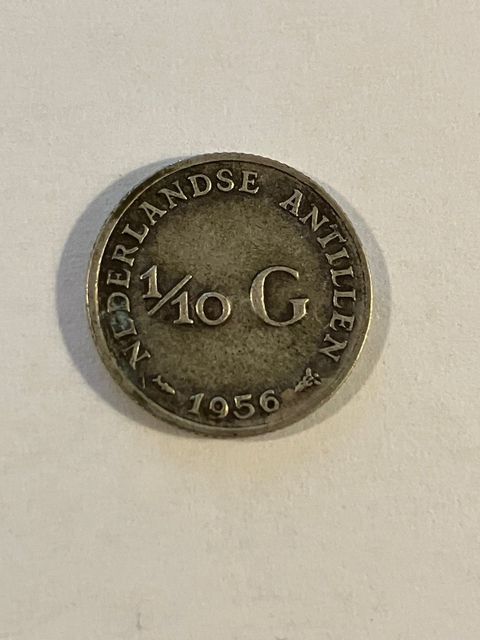 NEDERLANDSE ANTILLEN
1/10 G
1956